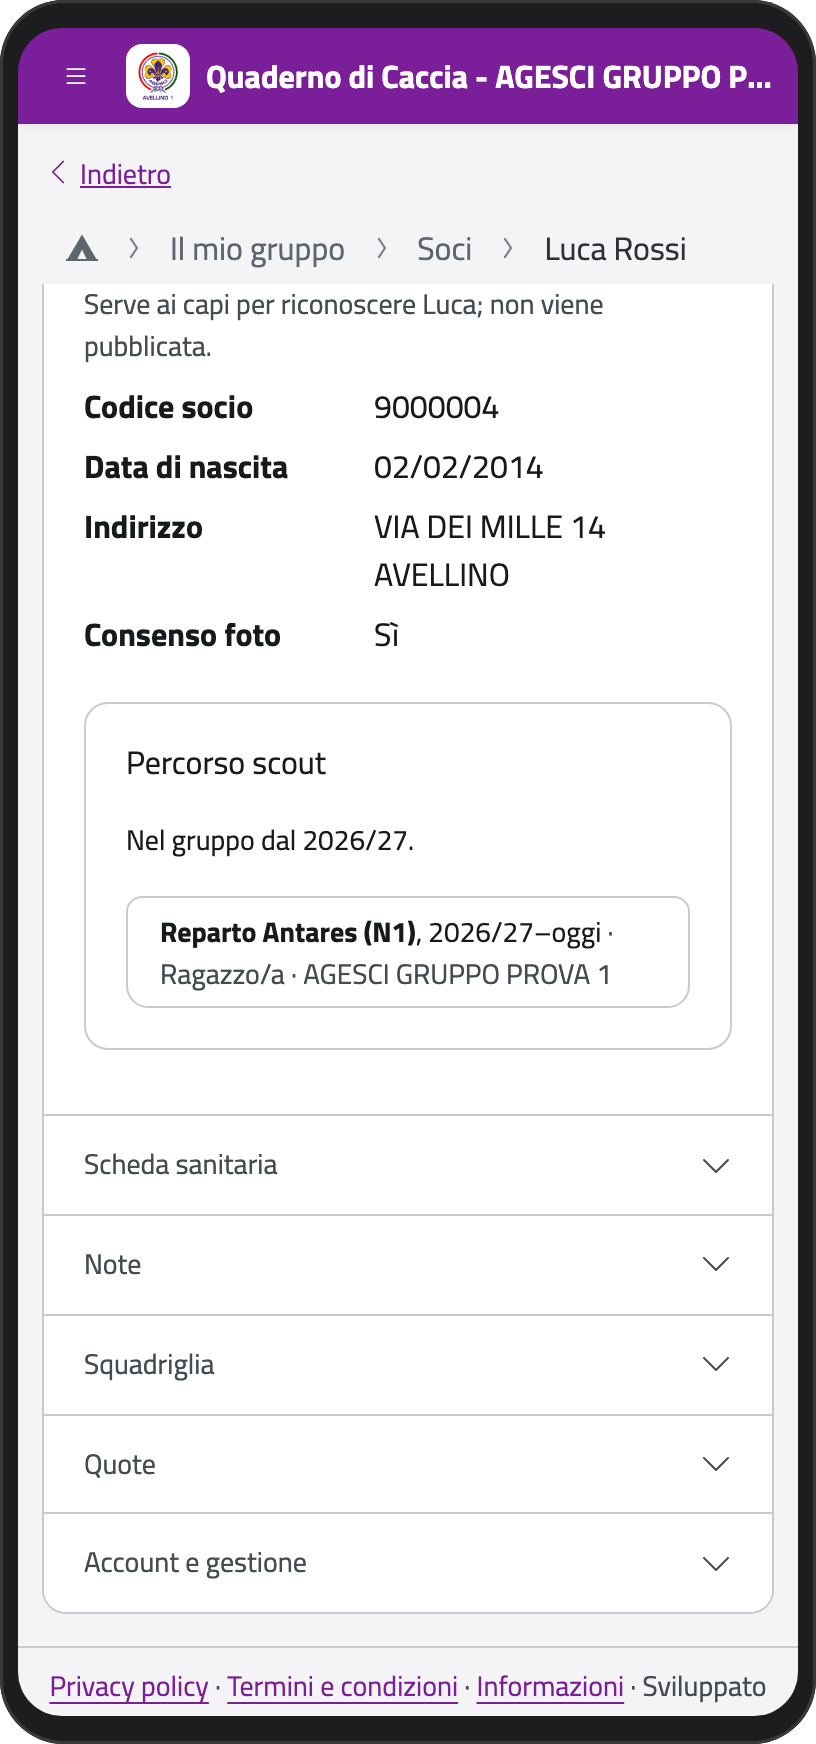 AVELLINO 1
Quaderno di Caccia - AGESCI GRUPPO P...
Indietro
Il mio gruppo > Soci > Luca Rossi
Serve ai capi per riconoscere Luca; non viene
pubblicata.
Codice socio 9000004
Data di nascita 02/02/2014
Indirizzo VIA DEI MILLE 14
AVELLINO
Consenso foto Sì
Percorso scout
Nel gruppo dal 2026/27.
Reparto Antares (N1), 2026/27–oggi ·
Ragazzo/a · AGESCI GRUPPO PROVA 1
Scheda sanitaria
Note
Squadriglia
Quote
Account e gestione
Privacy policy · Termini e condizioni · Informazioni · Sviluppato